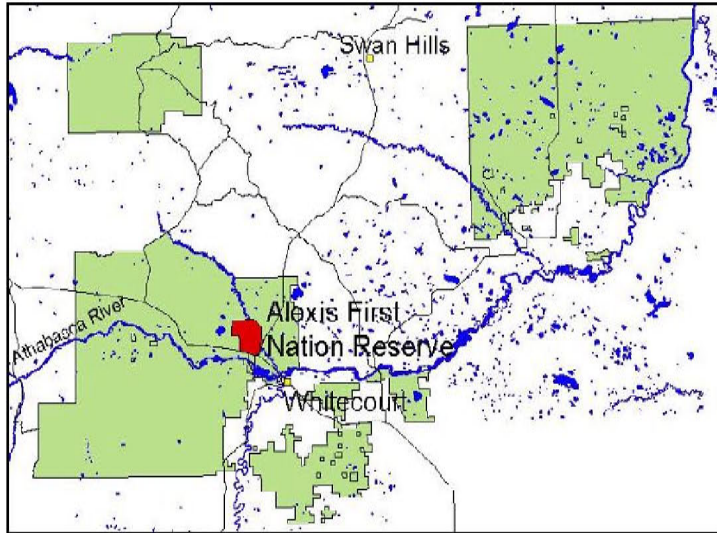 Swan Hills
Alexis First
Nation Reserve
Athabasca River
Whitecourt